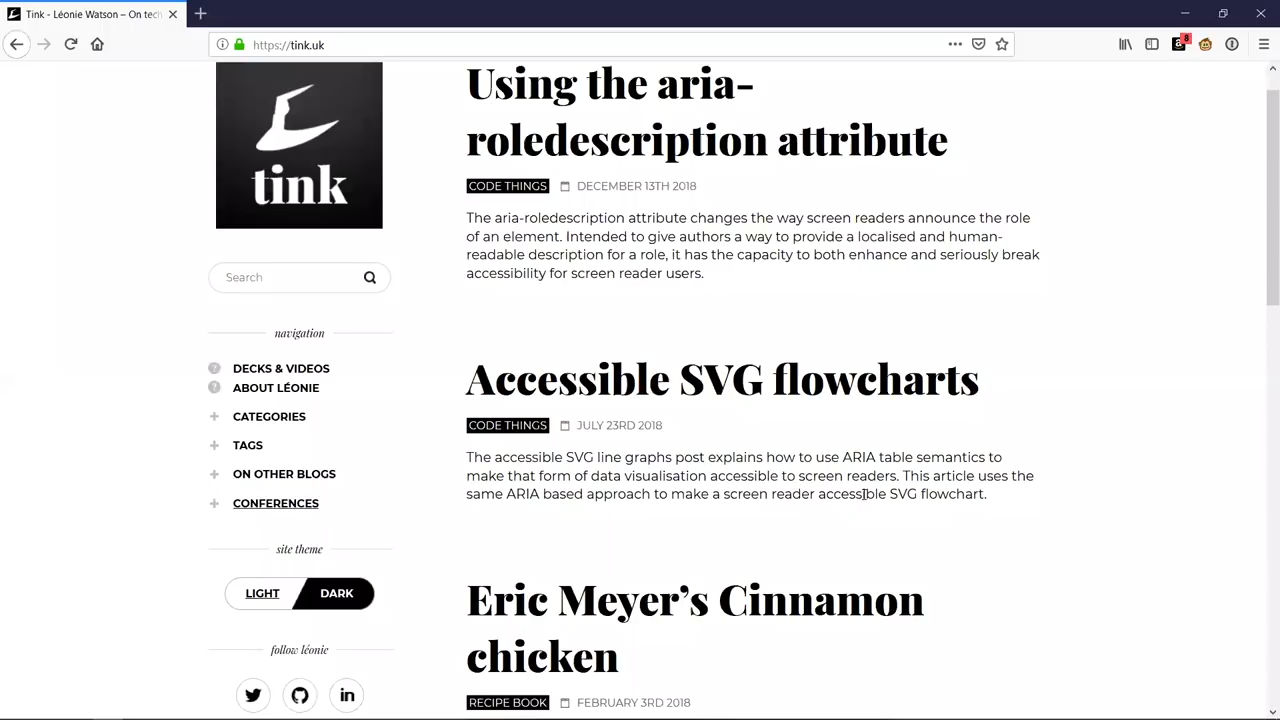 Tink - Léonie Watson – On tech
https://tink.uk
8
tink
Search
navigation
DECKS & VIDEOS
ABOUT LÉONIE
CATEGORIES
TAGS
ON OTHER BLOGS
CONFERENCES
site theme
LIGHT
DARK
follow léonie
in
Using the aria-
roledescription attribute
CODE THINGS
DECEMBER 13TH 2018
The aria-roledescription attribute changes the way screen readers announce the role
of an element. Intended to give authors a way to provide a localised and human-
readable description for a role, it has the capacity to both enhance and seriously break
accessibility for screen reader users.
Accessible SVG flowcharts
CODE THINGS
JULY 23RD 2018
The accessible SVG line graphs post explains how to use ARIA table semantics to
make that form of data visualisation accessible to screen readers. This article uses the
same ARIA based approach to make a screen reader accessible SVG flowchart.
Eric Meyer’s Cinnamon
chicken
RECIPE BOOK
FEBRUARY 3RD 2018